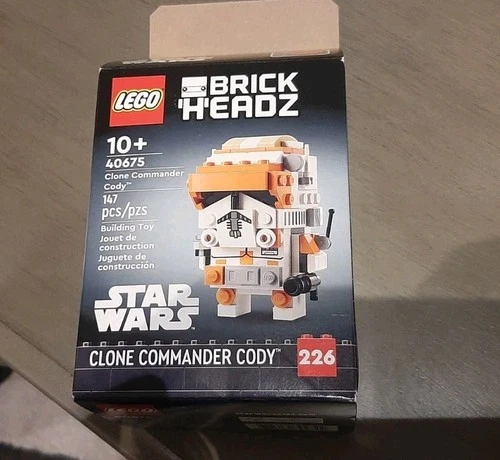 LEGO
BRICK
HEADZ
10+
40675
Clone Commander
Cody™
147
pcs/pzs
Building Toy
Jouet de
construction
Juguete de
construcción
STAR
WARS
CLONE COMMANDER CODY™
226
LEGO